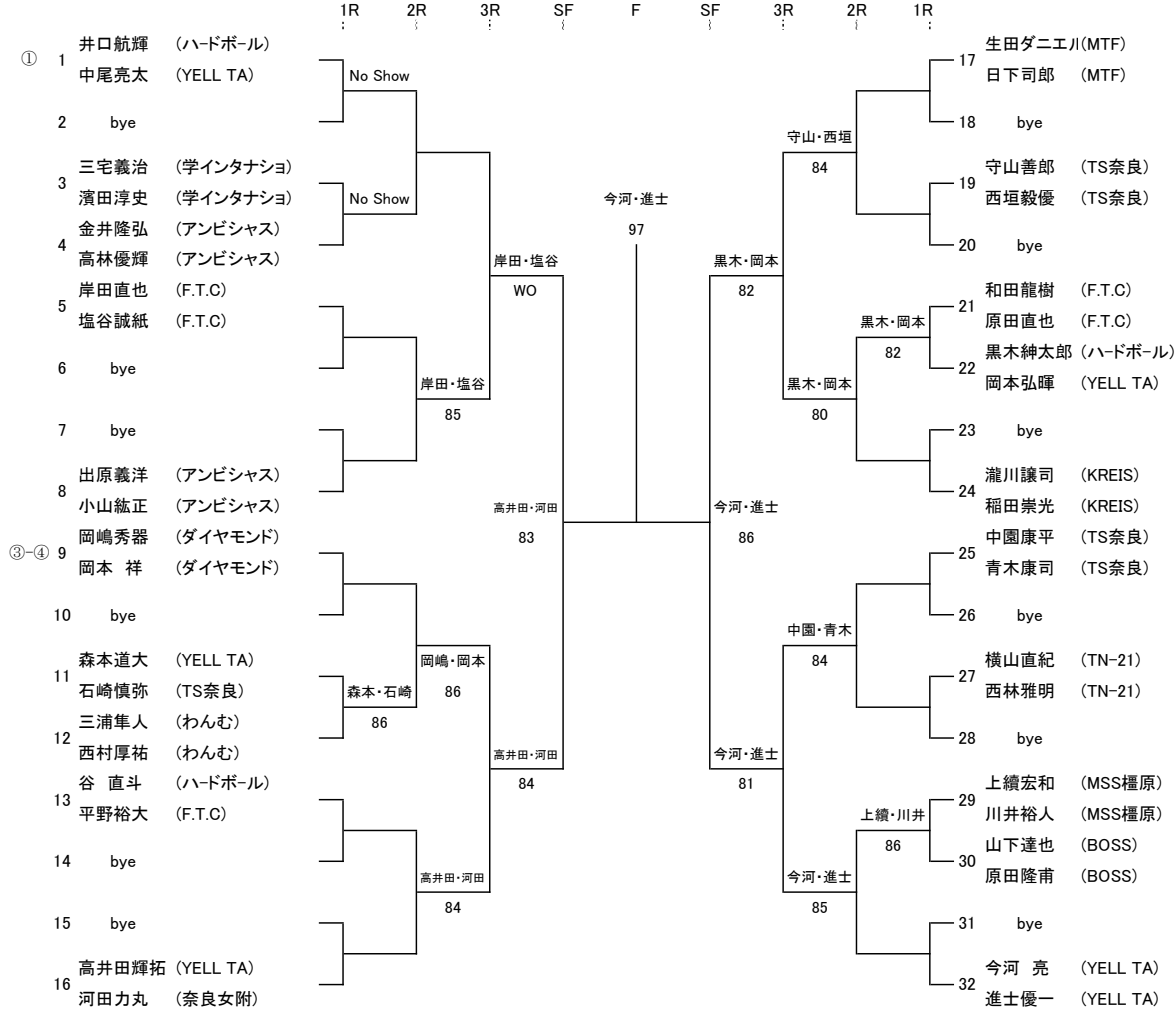 1R 2R 3R SF F SF 3R 2R 1R
① 1 井口航輝 (ハードボール)
中尾亮太 (YELL TA)
No Show
2 bye
3 三宅義治 (学インタナショ)
濱田淳史 (学インタナショ)
No Show
4 金井隆弘 (アンビシャス)
高林優輝 (アンビシャス)
岸田・塩谷
WO
5 岸田直也 (F.T.C)
塩谷誠紙 (F.T.C)
6 bye
岸田・塩谷
85
7 bye
8 出原義洋 (アンビシャス)
小山紘正 (アンビシャス)
高井田・河田
83
③-④ 9 岡嶋秀器 (ダイヤモンド)
岡本 祥 (ダイヤモンド)
10 bye
岡嶋・岡本
86
11 森本道大 (YELL TA)
石崎慎弥 (TS奈良)
森本・石崎
86
12 三浦隼人 (わんむ)
西村厚祐 (わんむ)
高井田・河田
84
13 谷 直斗 (ハードボール)
平野裕大 (F.T.C)
14 bye
高井田・河田
84
15 bye
16 高井田輝拓 (YELL TA)
河田力丸 (奈良女附)
今河・進士
97
生田ダニエル(MTF)
17 日下司郎 (MTF)
18 bye
守山・西垣
84
19 守山善郎 (TS奈良)
西垣毅優 (TS奈良)
20 bye
黒木・岡本
82
21 和田龍樹 (F.T.C)
原田直也 (F.T.C)
黒木・岡本
82
22 黒木紳太郎 (ハードボール)
岡本弘暉 (YELL TA)
黒木・岡本
80
23 bye
24 瀧川譲司 (KREIS)
稲田崇光 (KREIS)
今河・進士
86
25 中園康平 (TS奈良)
青木康司 (TS奈良)
26 bye
中園・青木
84
27 横山直紀 (TN-21)
西林雅明 (TN-21)
28 bye
今河・進士
81
29 上續宏和 (MSS橿原)
川井裕人 (MSS橿原)
上續・川井
86
30 山下達也 (BOSS)
原田隆甫 (BOSS)
今河・進士
85
31 bye
32 今河 亮 (YELL TA)
進士優一 (YELL TA)